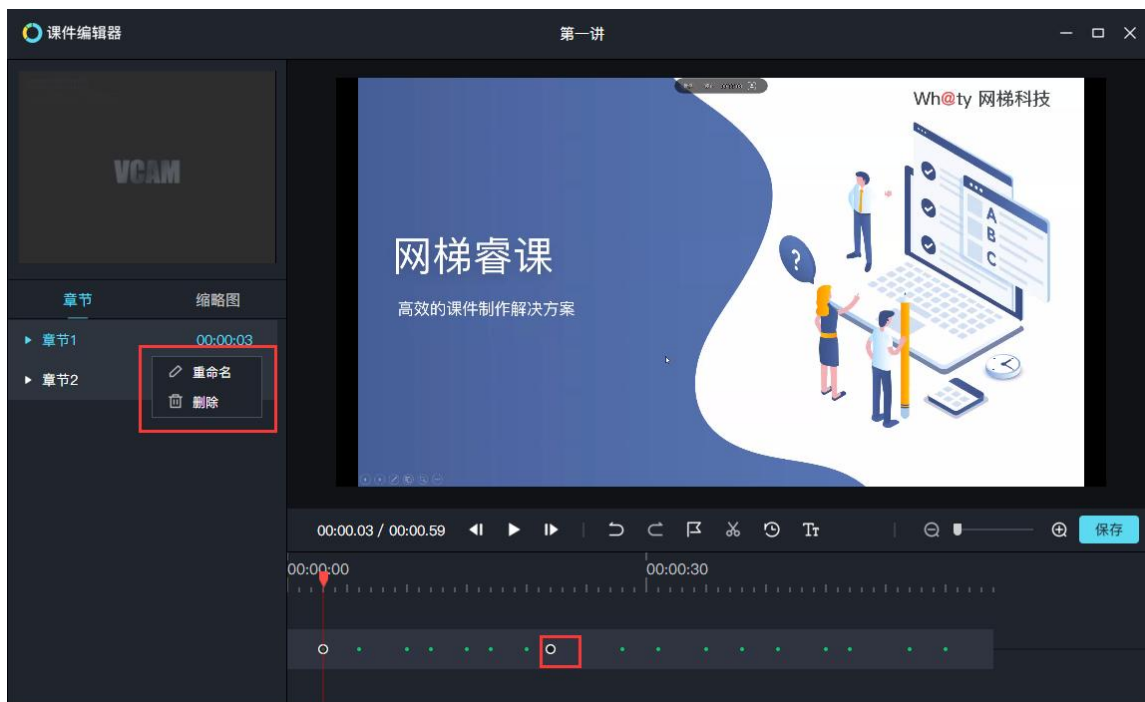 课件编辑器
第一讲
VCAM
Wh@ty 网梯科技
A
B
C
?
网梯睿课
高效的课件制作解决方案
章节
缩略图
章节1
00:00:03
重命名
章节2
删除
00:00.03 / 00:00.59
TT
保存
00:00:00
00:00:30